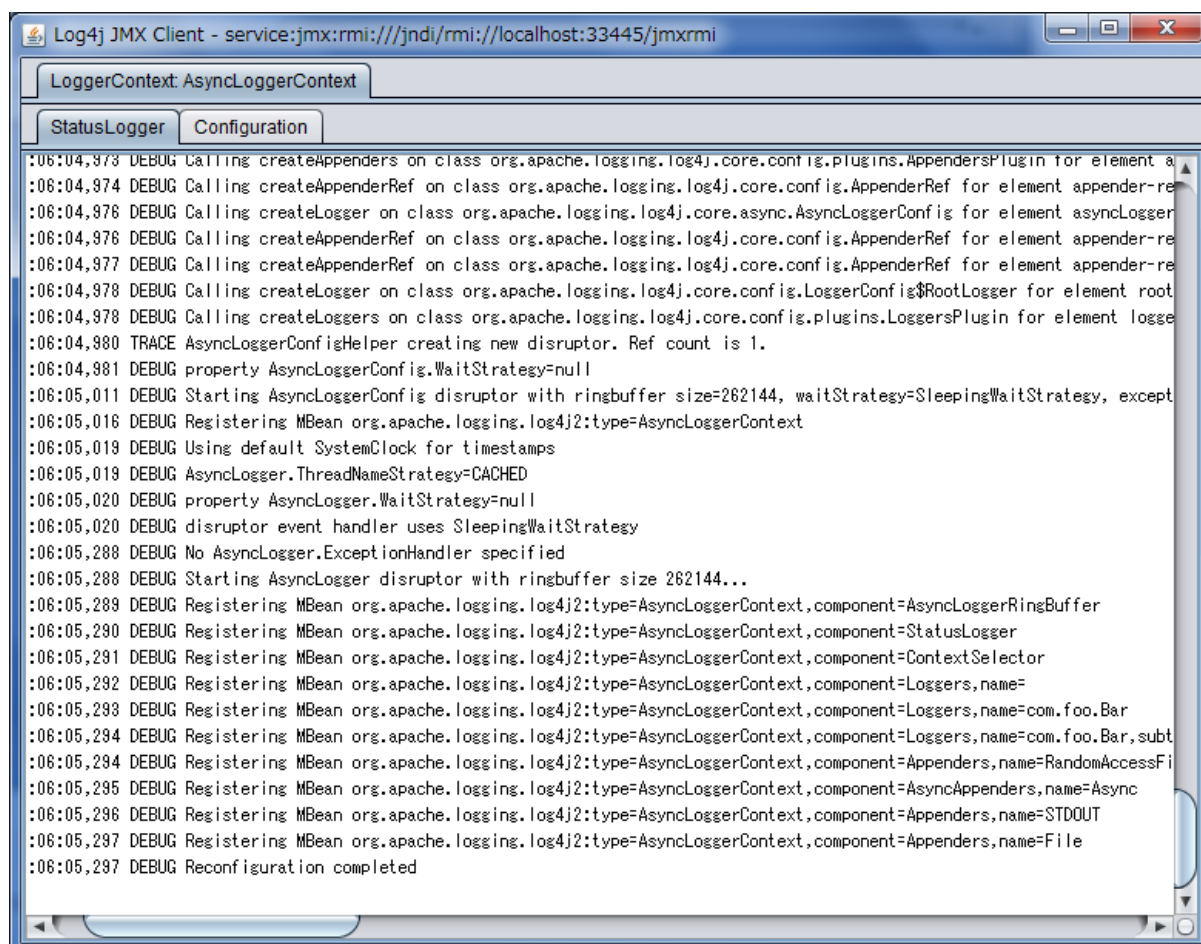 Log4j JMX Client - service:jmx:rmi:///jndi/rmi://localhost:33445/jmxrmi
LoggerContext: AsyncLoggerContext
StatusLogger Configuration
:06:04,973 DEBUG Calling createAppenders on class org.apache.logging.log4j.core.config.plugins.AppendersPlugin for element a
:06:04,974 DEBUG Calling createAppenderRef on class org.apache.logging.log4j.core.config.AppenderRef for element appender-re
:06:04,976 DEBUG Calling createLogger on class org.apache.logging.log4j.core.async.AsyncLoggerConfig for element asyncLogger
:06:04,976 DEBUG Calling createAppenderRef on class org.apache.logging.log4j.core.config.AppenderRef for element appender-re
:06:04,977 DEBUG Calling createAppenderRef on class org.apache.logging.log4j.core.config.AppenderRef for element appender-re
:06:04,978 DEBUG Calling createLogger on class org.apache.logging.log4j.core.config.LoggerConfig$RootLogger for element root
:06:04,978 DEBUG Calling createLoggers on class org.apache.logging.log4j.core.config.plugins.LoggersPlugin for element logge
:06:04,980 TRACE AsyncLoggerConfigHelper creating new disruptor. Ref count is 1.
:06:04,981 DEBUG property AsyncLoggerConfig.WaitStrategy=null
:06:05,011 DEBUG Starting AsyncLoggerConfig disruptor with ringbuffer size=262144, waitStrategy=SleepingWaitStrategy, except
:06:05,016 DEBUG Registering MBean org.apache.logging.log4j2:type=AsyncLoggerContext
:06:05,019 DEBUG Using default SystemClock for timestamps
:06:05,019 DEBUG AsyncLogger.ThreadNameStrategy=CACHED
:06:05,020 DEBUG property AsyncLogger.WaitStrategy=null
:06:05,020 DEBUG disruptor event handler uses SleepingWaitStrategy
:06:05,288 DEBUG No AsyncLogger.ExceptionHandler specified
:06:05,288 DEBUG Starting AsyncLogger disruptor with ringbuffer size 262144...
:06:05,289 DEBUG Registering MBean org.apache.logging.log4j2:type=AsyncLoggerContext,component=AsyncLoggerRingBuffer
:06:05,290 DEBUG Registering MBean org.apache.logging.log4j2:type=AsyncLoggerContext,component=StatusLogger
:06:05,291 DEBUG Registering MBean org.apache.logging.log4j2:type=AsyncLoggerContext,component=ContextSelector
:06:05,292 DEBUG Registering MBean org.apache.logging.log4j2:type=AsyncLoggerContext,component=Loggers,name=
:06:05,293 DEBUG Registering MBean org.apache.logging.log4j2:type=AsyncLoggerContext,component=Loggers,name=com.foo.Bar
:06:05,294 DEBUG Registering MBean org.apache.logging.log4j2:type=AsyncLoggerContext,component=Loggers,name=com.foo.Bar,subt
:06:05,294 DEBUG Registering MBean org.apache.logging.log4j2:type=AsyncLoggerContext,component=Appenders,name=RandomAccessFi
:06:05,295 DEBUG Registering MBean org.apache.logging.log4j2:type=AsyncLoggerContext,component=AsyncAppenders,name=Async
:06:05,296 DEBUG Registering MBean org.apache.logging.log4j2:type=AsyncLoggerContext,component=Appenders,name=STDOUT
:06:05,297 DEBUG Registering MBean org.apache.logging.log4j2:type=AsyncLoggerContext,component=Appenders,name=File
:06:05,297 DEBUG Reconfiguration completed